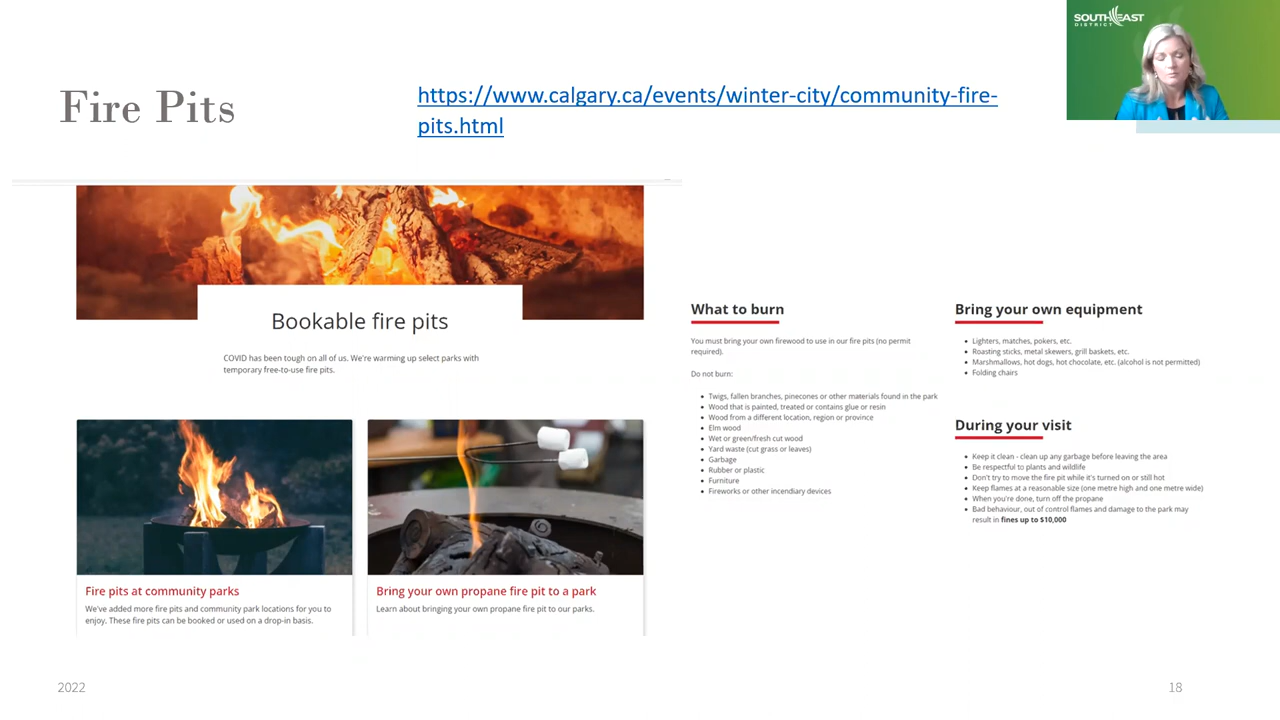 SOUTH EAST
DISTRICT
Fire Pits
https://www.calgary.ca/events/winter-city/community-fire-
pits.html
Bookable fire pits
COVID has been tough on all of us. We're warming up select parks with
temporary free-to-use fire pits.
Fire pits at community parks
We've added more fire pits and community park locations for you to
enjoy. These fire pits can be booked or used on a drop-in basis.
Bring your own propane fire pit to a park
Learn about bringing your own propane fire pit to our parks.
What to burn
You must bring your own firewood to use in our fire pits (no permit
required).
Do not burn:
Twigs, fallen branches, pinecones or other materials found in the park
Wood that is painted, treated or contains glue or resin
Wood from a different location, region or province
Elm wood
Wet or green/fresh cut wood
Yard waste (cut grass or leaves)
Garbage
Rubber or plastic
Furniture
Fireworks or other incendiary devices
Bring your own equipment
Lighters, matches, pokers, etc.
Roasting sticks, metal skewers, grill baskets, etc.
Marshmallows, hot dogs, hot chocolate, etc. (alcohol is not permitted)
Folding chairs
During your visit
Keep it clean - clean up any garbage before leaving the area
Be respectful to plants and wildlife
Don't try to move the fire pit while it's turned on or still hot
Keep flames at a reasonable size (one metre high and one metre wide)
When you're done, turn off the propane
Bad behaviour, out of control flames and damage to the park may
result in fines up to $10,000
2022
18